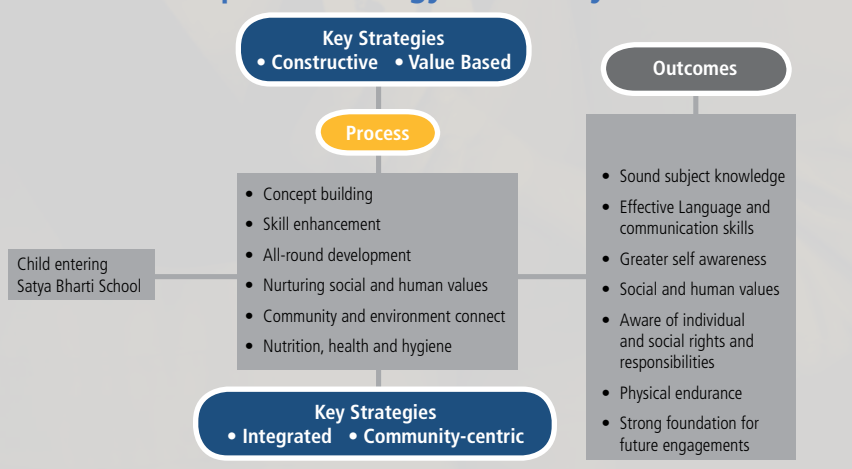 Key Strategies
• Constructive • Value Based
Process
• Concept building
• Skill enhancement
• All-round development
• Nurturing social and human values
• Community and environment connect
• Nutrition, health and hygiene
Child entering
Satya Bharti School
Key Strategies
• Integrated • Community-centric
Outcomes
• Sound subject knowledge
• Effective Language and
communication skills
• Greater self awareness
• Social and human values
• Aware of individual
and social rights and
responsibilities
• Physical endurance
• Strong foundation for
future engagements